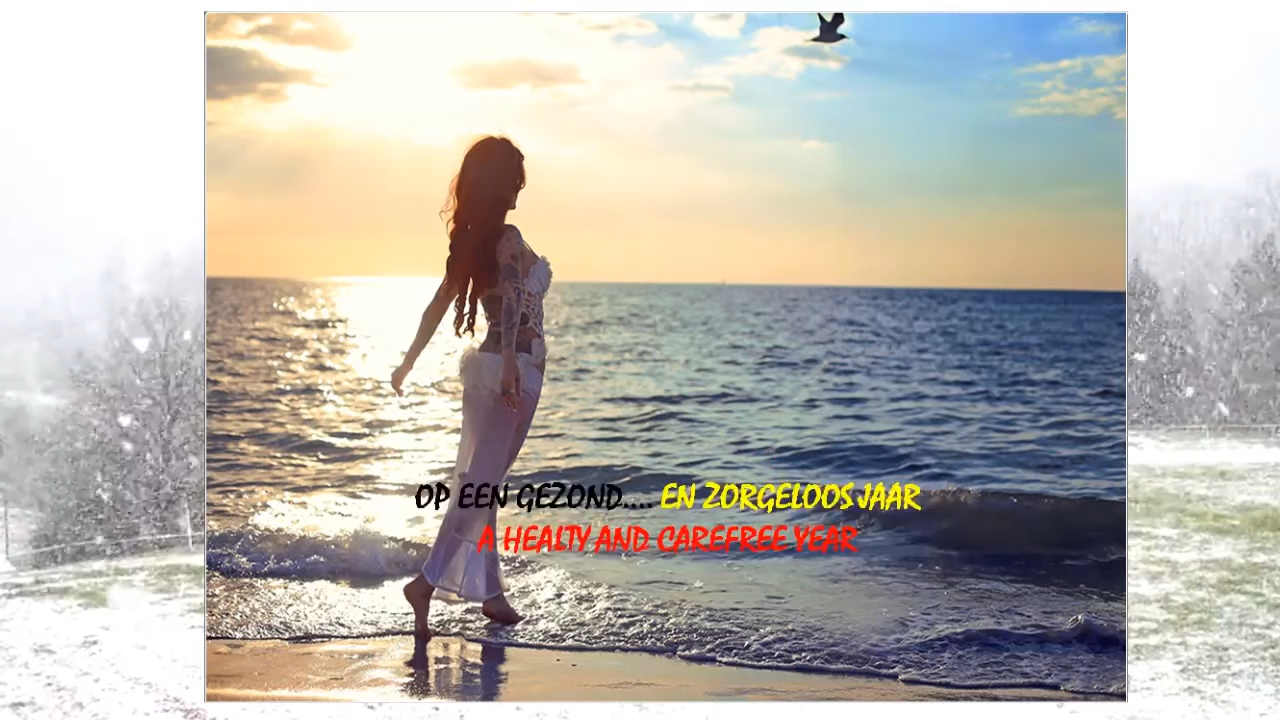 OP EEN GEZOND.... EN ZORGELOOS JAAR
A HEALTY AND CAREFREE YEAR